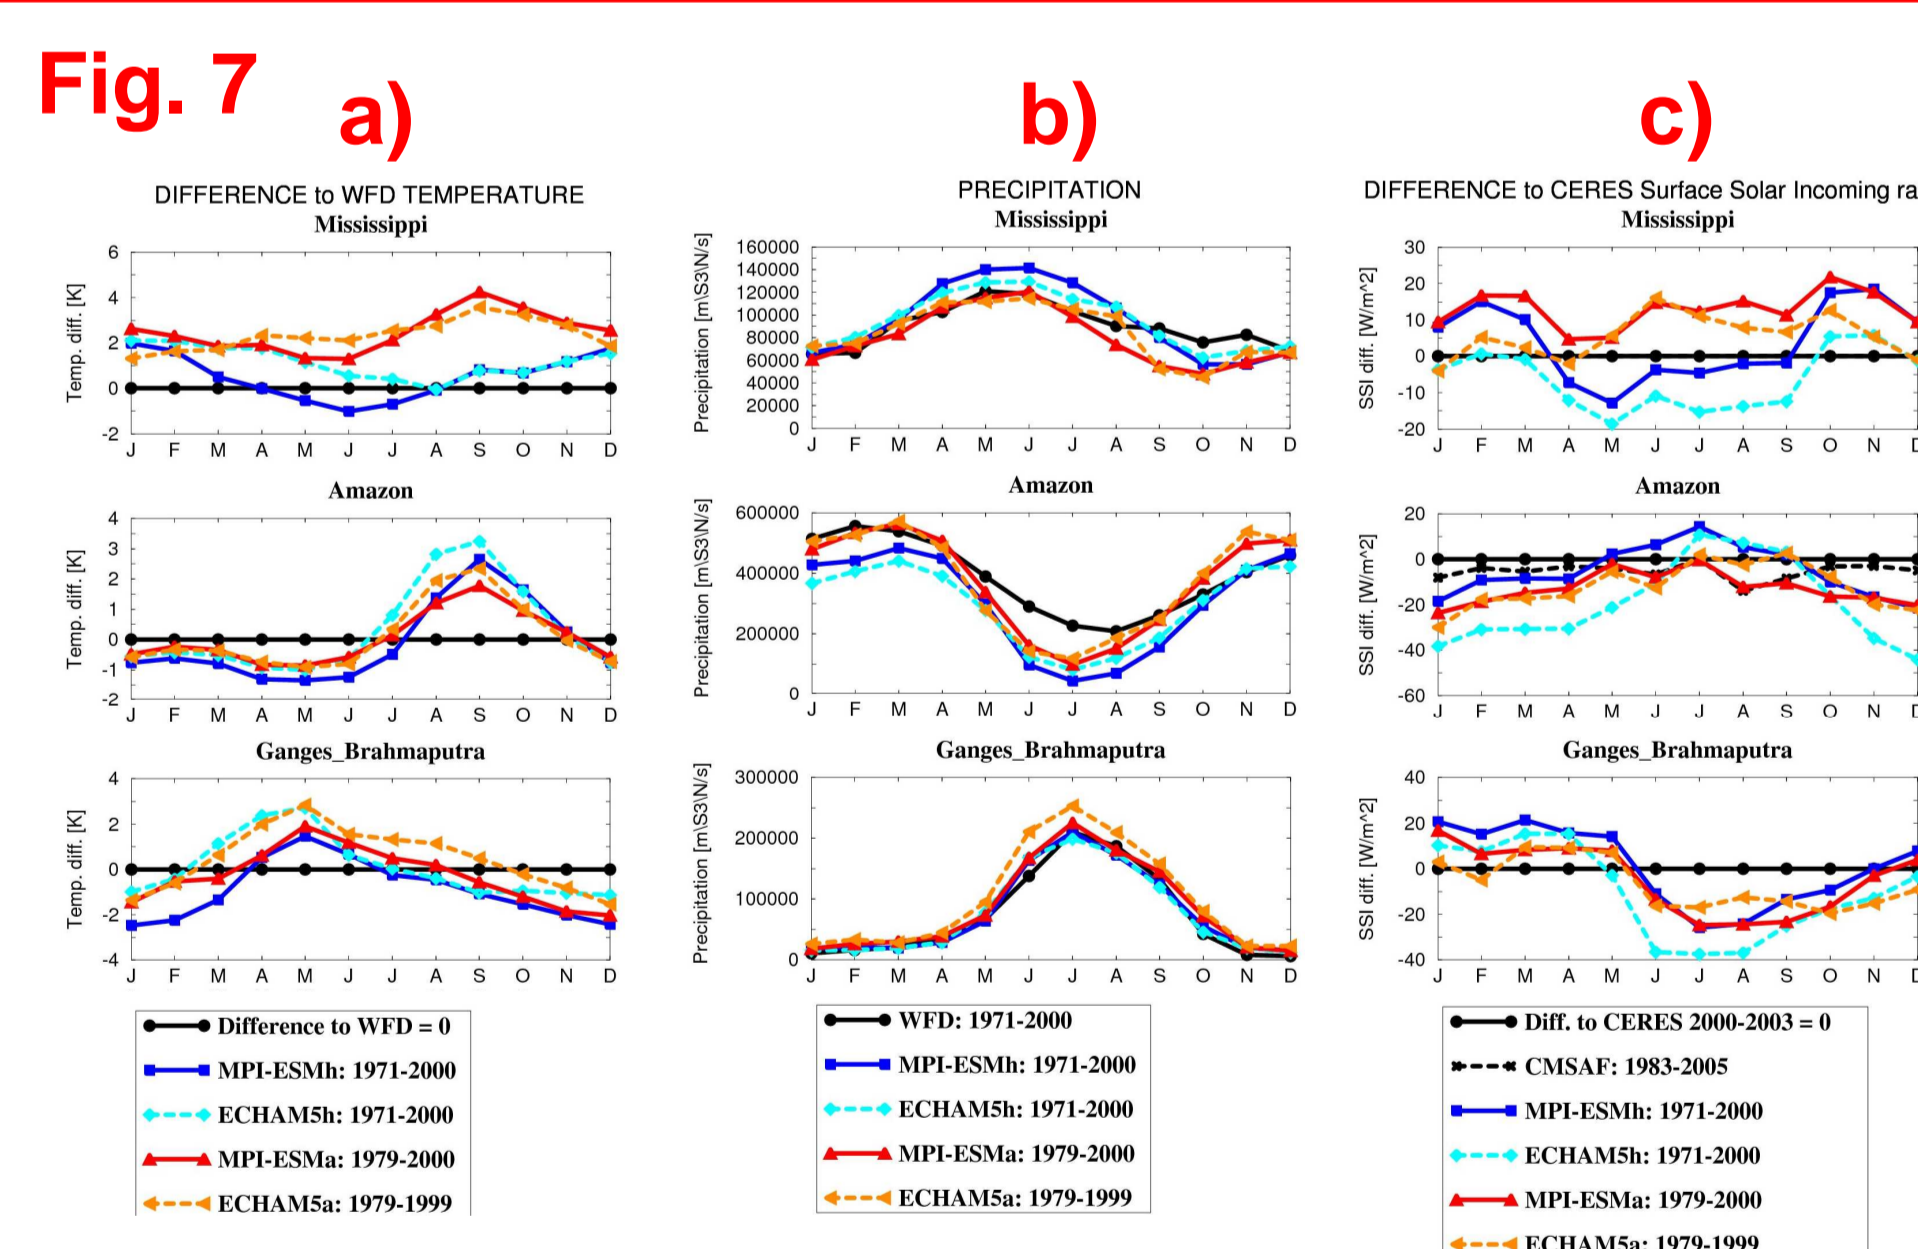 Fig. 7
a)
b)
c)
DIFFERENCE to WFD TEMPERATURE
Mississippi
Temp. diff. [K]
6
4
2
0
-2
J F M A M J J A S O N D
Amazon
Temp. diff. [K]
4
3
2
1
0
-1
-2
J F M A M J J A S O N D
Ganges_Brahmaputra
Temp. diff. [K]
4
2
0
-2
-4
J F M A M J J A S O N D
Difference to WFD = 0
MPI-ESMh: 1971-2000
ECHAM5h: 1971-2000
MPI-ESMa: 1979-2000
ECHAM5a: 1979-1999
PRECIPITATION
Mississippi
Precipitation [m\S3\N/s]
160000
140000
120000
100000
80000
60000
40000
20000
0
J F M A M J J A S O N D
Amazon
Precipitation [m\S3\N/s]
600000
400000
200000
0
J F M A M J J A S O N D
Ganges_Brahmaputra
Precipitation [m\S3\N/s]
300000
200000
100000
0
J F M A M J J A S O N D
WFD: 1971-2000
MPI-ESMh: 1971-2000
ECHAM5h: 1971-2000
MPI-ESMa: 1979-2000
ECHAM5a: 1979-1999
DIFFERENCE to CERES Surface Solar Incoming ra
Mississippi
SSI diff. [W/m^2]
30
20
10
0
-10
-20
J F M A M J J A S O N
Amazon
SSI diff. [W/m^2]
20
0
-20
-40
-60
J F M A M J J A S O N
Ganges_Brahmaputra
SSI diff. [W/m^2]
40
20
0
-20
-40
J F M A M J J A S O N
Diff. to CERES 2000-2003 = 0
CMSAF: 1983-2005
MPI-ESMh: 1971-2000
ECHAM5h: 1971-2000
MPI-ESMa: 1979-2000
ECHAM5a: 1979-1999